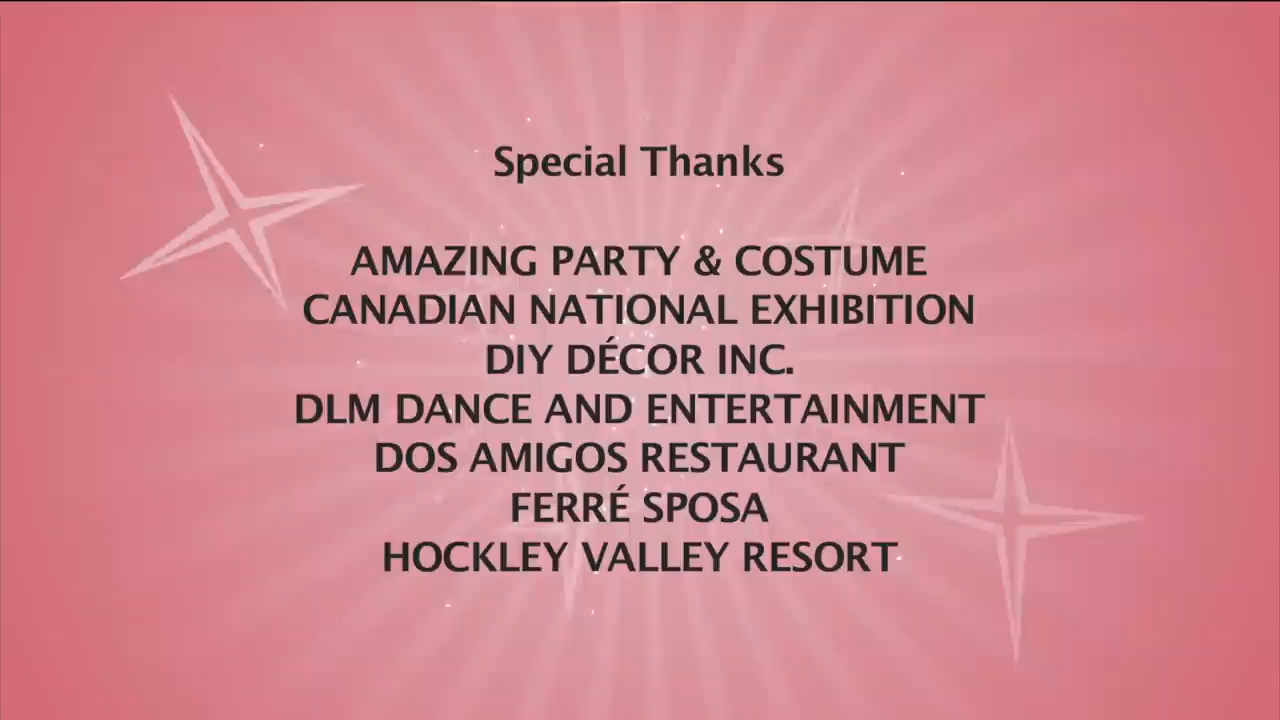 Special Thanks
AMAZING PARTY & COSTUME
CANADIAN NATIONAL EXHIBITION
DIY DÉCOR INC.
DLM DANCE AND ENTERTAINMENT
DOS AMIGOS RESTAURANT
FERRÉ SPOSA
HOCKLEY VALLEY RESORT